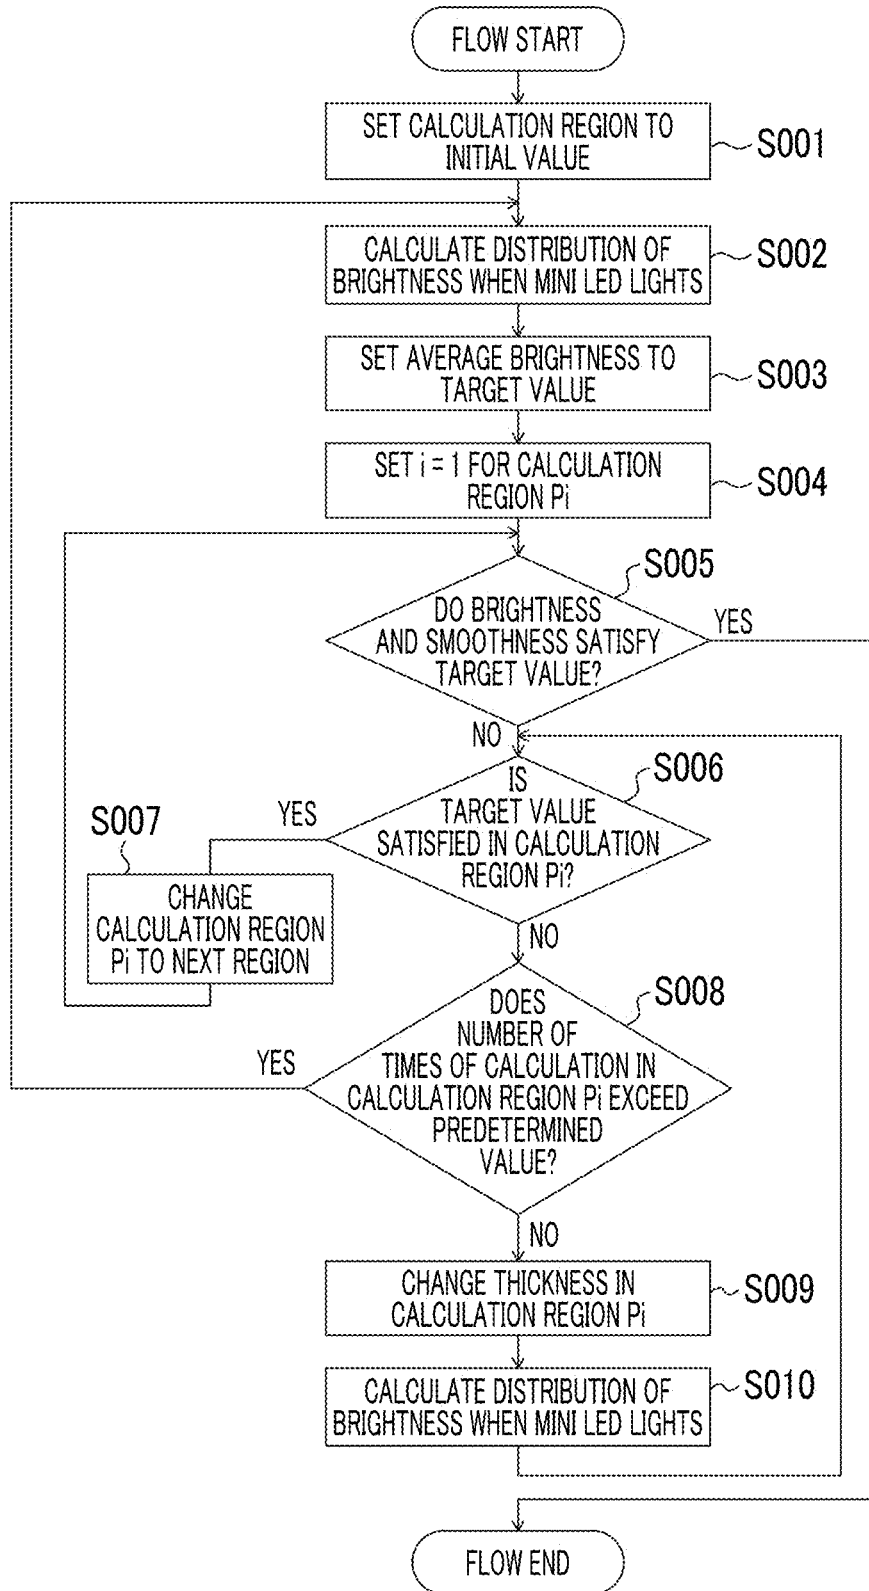 FLOW START
SET CALCULATION REGION TO
INITIAL VALUE
S001
CALCULATE DISTRIBUTION OF
BRIGHTNESS WHEN MINI LED LIGHTS
S002
SET AVERAGE BRIGHTNESS TO
TARGET VALUE
S003
SET i = 1 FOR CALCULATION
REGION Pi
S004
S005
DO BRIGHTNESS
AND SMOOTHNESS SATISFY
TARGET VALUE?
YES
NO
S006
IS
TARGET VALUE
SATISFIED IN CALCULATION
REGION Pi?
YES
S007
CHANGE
CALCULATION REGION
Pi TO NEXT REGION
NO
S008
DOES
NUMBER OF
TIMES OF CALCULATION IN
CALCULATION REGION Pi EXCEED
PREDETERMINED
VALUE?
YES
NO
CHANGE THICKNESS IN
CALCULATION REGION Pi
S009
CALCULATE DISTRIBUTION OF
BRIGHTNESS WHEN MINI LED LIGHTS
S010
FLOW END